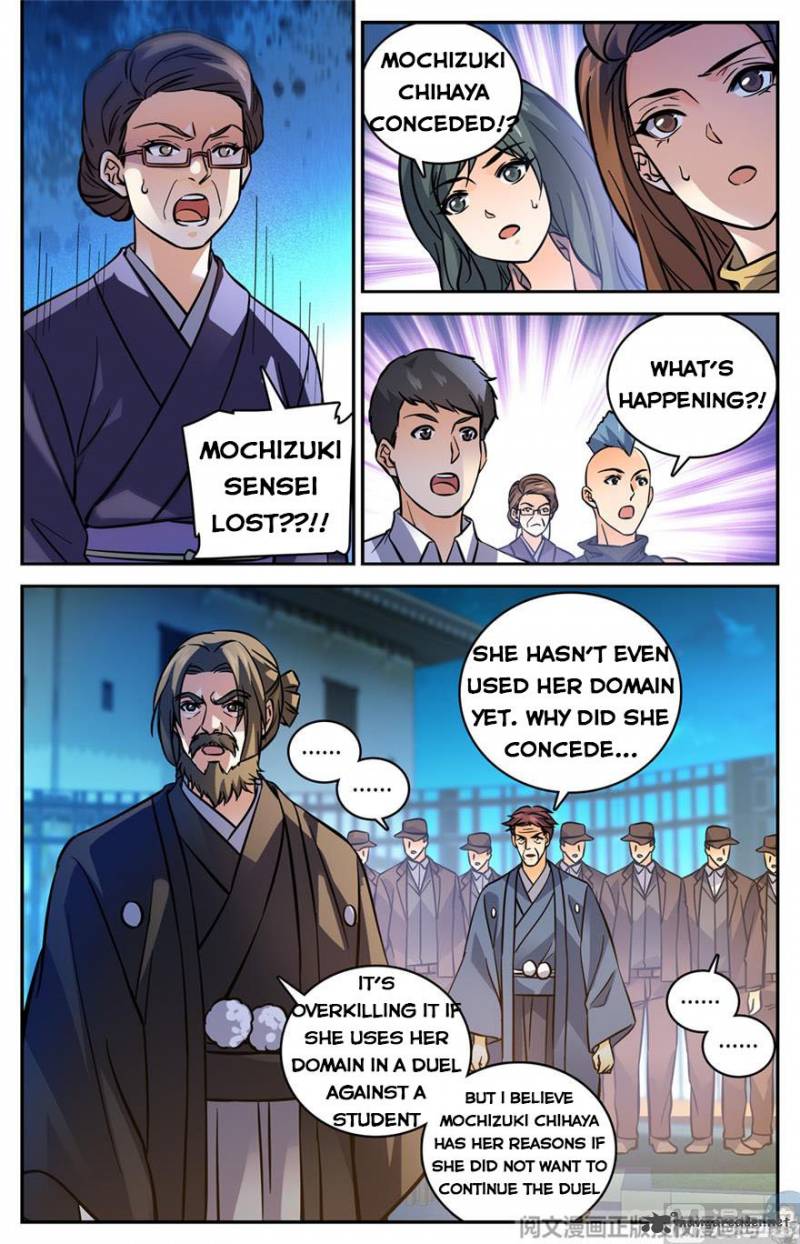 MOCHIZUKI
CHIHAYA
CONCEDED!?
MOCHIZUKI
SENSEI
LOST??!!
WHAT'S
HAPPENING?!
SHE HASN'T EVEN
USED HER DOMAIN
YET. WHY DID SHE
CONCEDE...
......
......
IT'S
OVERKILLING IT IF
SHE USES HER
DOMAIN IN A DUEL
AGAINST A
STUDENT
BUT I BELIEVE
MOCHIZUKI CHIHAYA
HAS HER REASONS IF
SHE DID NOT WANT TO
CONTINUE THE DUEL
......
......